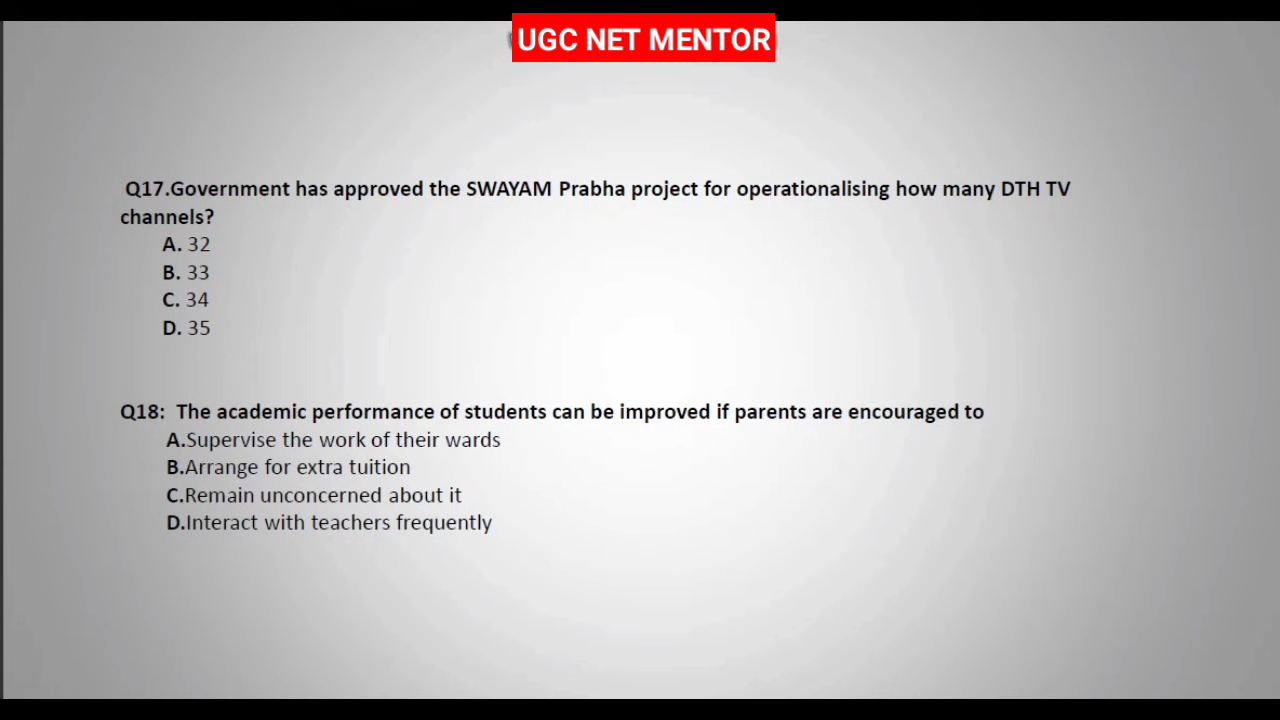 UGC NET MENTOR
Q17.Government has approved the SWAYAM Prabha project for operationalising how many DTH TV
channels?
A. 32
B. 33
C. 34
D. 35
Q18: The academic performance of students can be improved if parents are encouraged to
A.Supervise the work of their wards
B.Arrange for extra tuition
C.Remain unconcerned about it
D.Interact with teachers frequently